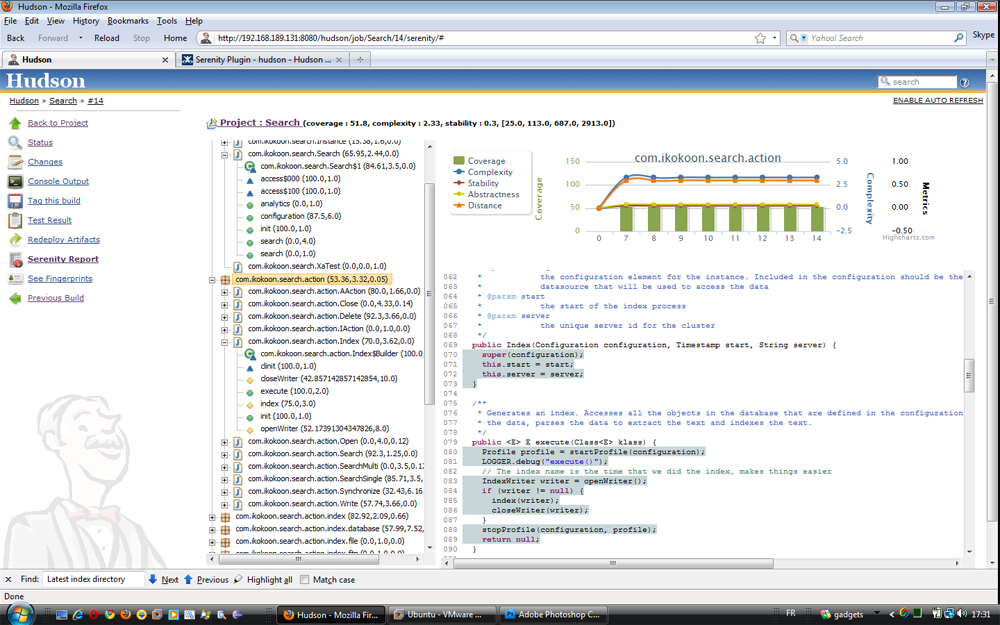 Hudson - Mozilla Firefox
File Edit View History Bookmarks Tools Help
Back Forward Reload Stop Home http://192.168.189.131:8080/hudson/job/Search/14/serenity/# Yahoo! Search Skype
Hudson Serenity Plugin - hudson - Hudson ...
Hudson search
Hudson » Search » #14 ENABLE AUTO REFRESH
Back to Project
Status
Changes
Console Output
Tag this build
Test Result
Redeploy Artifacts
Serenity Report
See Fingerprints
Previous Build
Project : Search (coverage : 51.8, complexity : 2.33, stability : 0.3, [25.0, 113.0, 687.0, 2913.0])
com.ikokoon.search.Instance (13.58,1.6,0.0)
com.ikokoon.search.Search (65.95,2.44,0.0)
com.ikokoon.search.Search$1 (84.61,3.5,0.0)
access$000 (100.0,1.0)
access$100 (100.0,1.0)
analytics (0.0,1.0)
configuration (87.5,6.0)
init (100.0,1.0)
search (0.0,4.0)
search (0.0,1.0)
com.ikokoon.search.XaTest (0.0,0.0,1.0)
com.ikokoon.search.action (53.36,3.32,0.05)
com.ikokoon.search.action.AAction (80.0,1.66,0.0)
com.ikokoon.search.action.Close (0.0,4.33,0.14)
com.ikokoon.search.action.Delete (92.3,3.66,0.0)
com.ikokoon.search.action.IAction (0.0,1.0,0.0)
com.ikokoon.search.action.Index (70.0,3.62,0.0)
com.ikokoon.search.action.Index$Builder (100.0
clinit (100.0,1.0)
closeWriter (42.857142857142854,10.0)
execute (100.0,2.0)
index (75.0,3.0)
init (100.0,1.0)
openWriter (52.17391304347826,8.0)
com.ikokoon.search.action.Open (0.0,4.0,0.12)
com.ikokoon.search.action.Search (92.3,1.25,0.0)
com.ikokoon.search.action.SearchMulti (0.0,3.5,0.12
com.ikokoon.search.action.SearchSingle (85.71,3.5,
com.ikokoon.search.action.Synchronize (32.43,6.16,
com.ikokoon.search.action.Write (57.74,3.66,0.0)
com.ikokoon.search.action.index (82.92,2.09,0.66)
com.ikokoon.search.action.index.database (57.99,7.52,
com.ikokoon.search.action.index.file (0.0,1.0,0.0)
com.ikokoon.search.action.index.ftp (0.0,1.0,0.0)
Coverage
Complexity
Stability
Abstractness
Distance
com.ikokoon.search.action
Coverage
150
100
50
0
0 7 8 9 10 11 12 13 14
5.0
2.5
0.0
-2.5
Complexity
1.00
0.50
0.00
-0.50
Metrics
Highcharts.com
062 * the configuration element for the instance. Included in the configuration should be the
063 * datasource that will be used to access the data
064 * @param start
065 * the start of the index process
066 * @param server
067 * the unique server id for the cluster
068 */
069 public Index(Configuration configuration, Timestamp start, String server) {
070 super(configuration);
071 this.start = start;
072 this.server = server;
073 }
074
075 /**
076 * Generates an index. Accesses all the objects in the database that are defined in the configuration
077 * the data, parses the data to extract the text and indexes the text.
078 */
079 public <E> E execute(Class<E> klass) {
080 Profile profile = startProfile(configuration);
081 LOGGER.debug("execute()");
082 // The index name is the time that we did the index, makes things easier
083 IndexWriter writer = openWriter();
084 if (writer != null) {
085 index(writer);
086 closeWriter(writer);
087 }
088 stopProfile(configuration, profile);
089 return null;
090 }
Find: Latest index directory Next Previous Highlight all Match case
Done
Hudson - Mozilla Fir... Ubuntu - VMware ... Adobe Photoshop C... FR gadgets 17:31